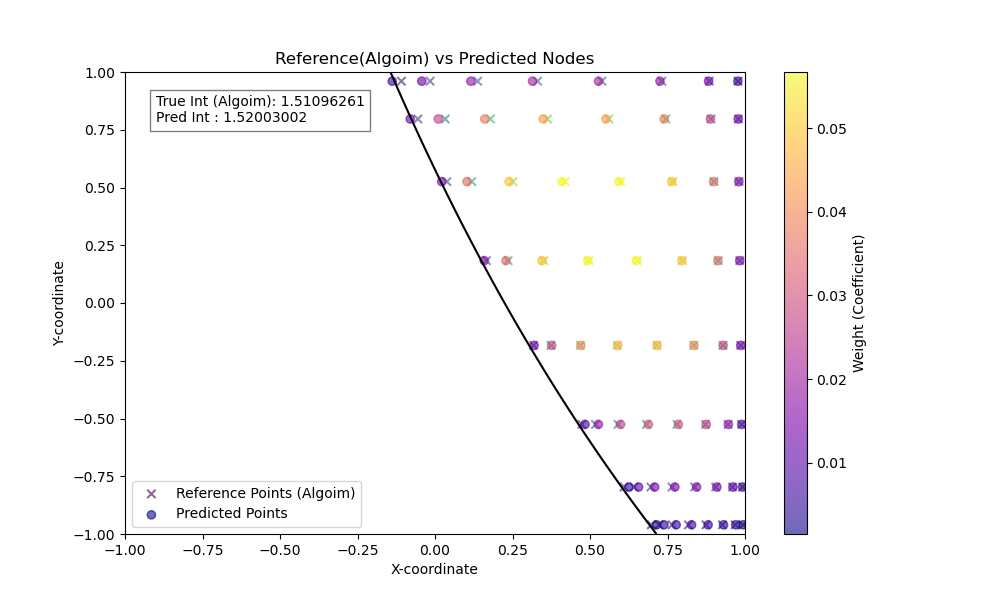 Reference(Algoim) vs Predicted Nodes
True Int (Algoim): 1.51096261
Pred Int : 1.52003002
1.00
0.75
0.50
0.25
0.00
−0.25
−0.50
−0.75
−1.00
Y-coordinate
Reference Points (Algoim)
Predicted Points
−1.00
−0.75
−0.50
−0.25
0.00
0.25
0.50
0.75
1.00
X-coordinate
0.05
0.04
0.03
0.02
0.01
Weight (Coefficient)